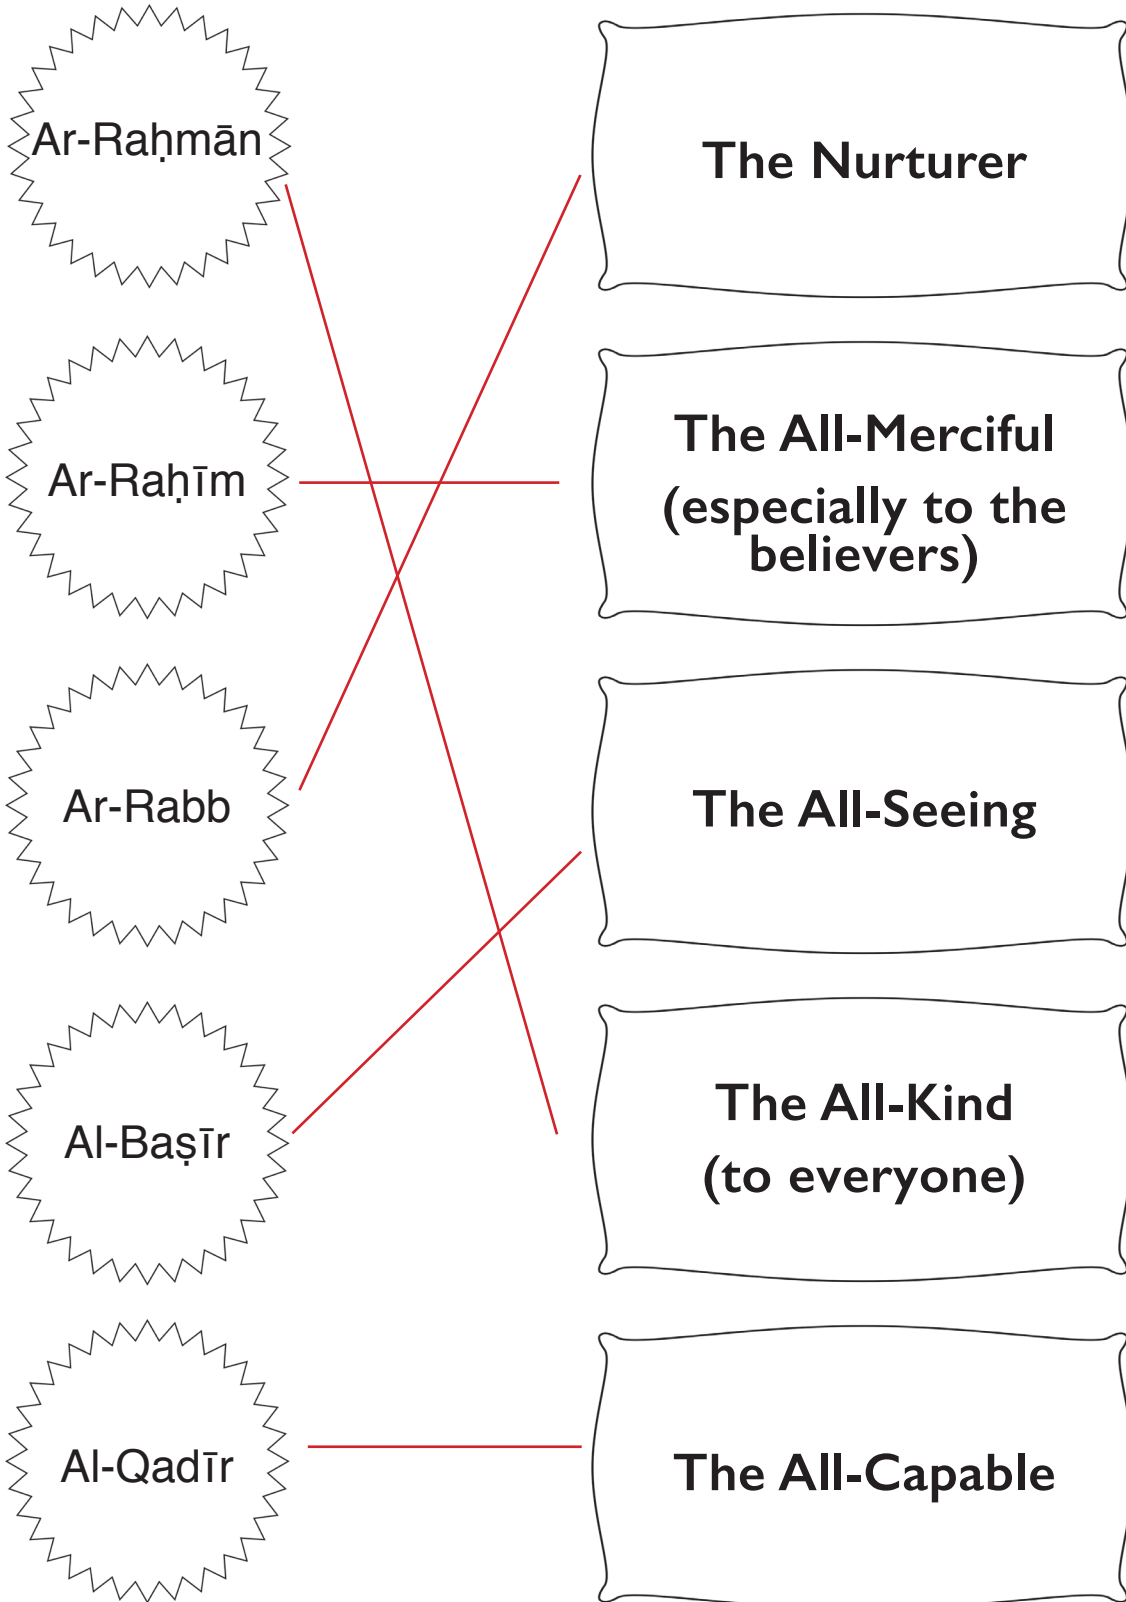 Ar-Raḥmān
The Nurturer
Ar-Raḥīm
The All-Merciful
(especially to the
believers)
Ar-Rabb
The All-Seeing
Al-Baṣīr
The All-Kind
(to everyone)
Al-Qadīr
The All-Capable